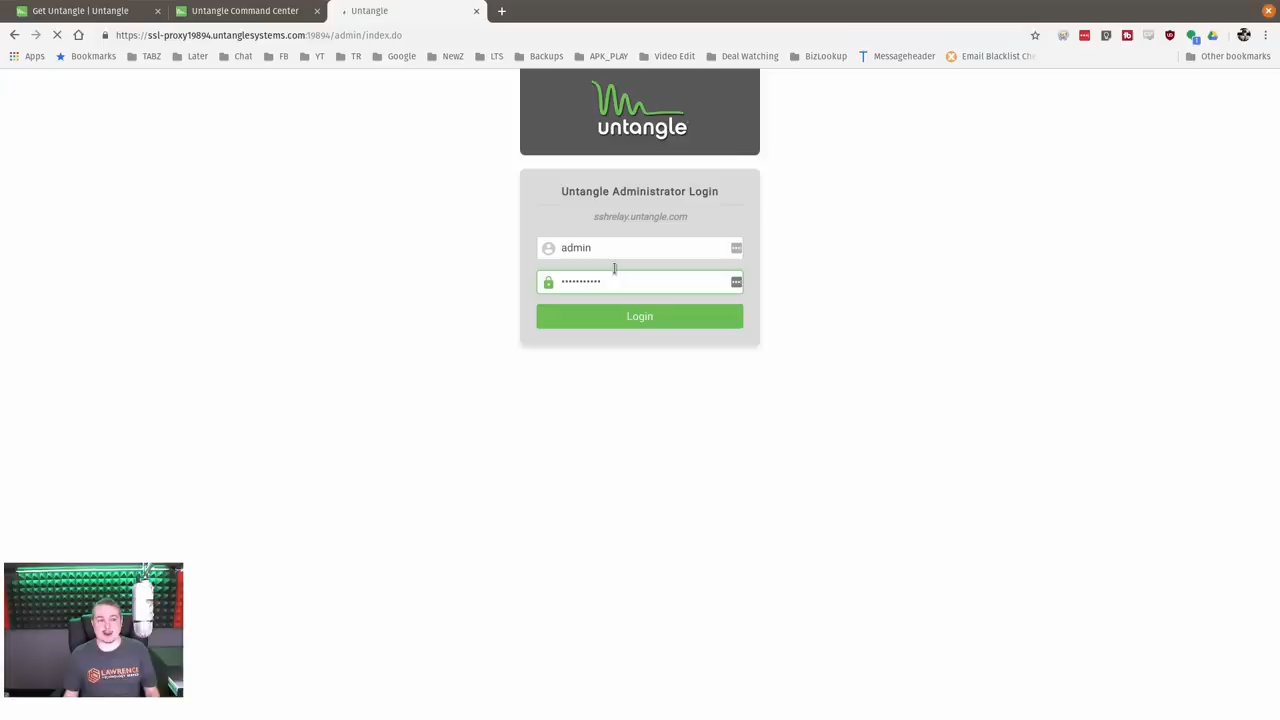 Get Untangle | Untangle
Untangle Command Center
Untangle
https://ssl-proxy19894.untanglesystems.com:19894/admin/index.do
Apps Bookmarks TABZ Later Chat FB YT TR Google NewZ LTS Backups APK_PLAY Video Edit Deal Watching BizLookup Messageheader Email Blacklist Che Other bookmarks
untangle
Untangle Administrator Login
sshrelay.untangle.com
admin
•••••••••••
Login
LAWRENCE